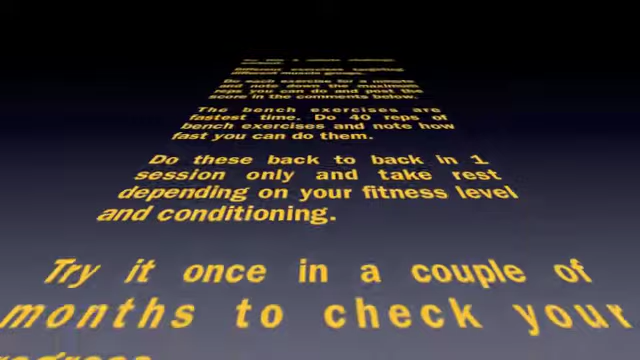 Different exercises targeting
different muscle groups.
Do each exercise for a minute
and note down the maximum
reps you can do and post the
score in the comments below.
The bench exercises are
fastest time. Do 40 reps of
bench exercises and note how
fast you can do them.
Do these back to back in 1
session only and take rest
depending on your fitness level
and conditioning.
Try it once in a couple of
months to check your